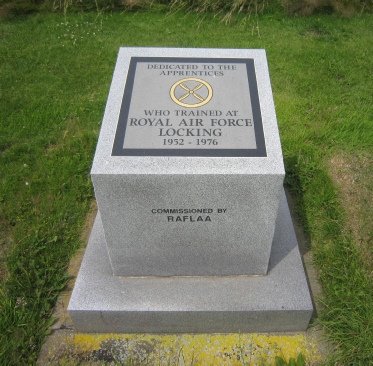 DEDICATED TO THE
APPRENTICES
WHO TRAINED AT
ROYAL AIR FORCE
LOCKING
1952 - 1976
COMMISSIONED BY
RAFLAA